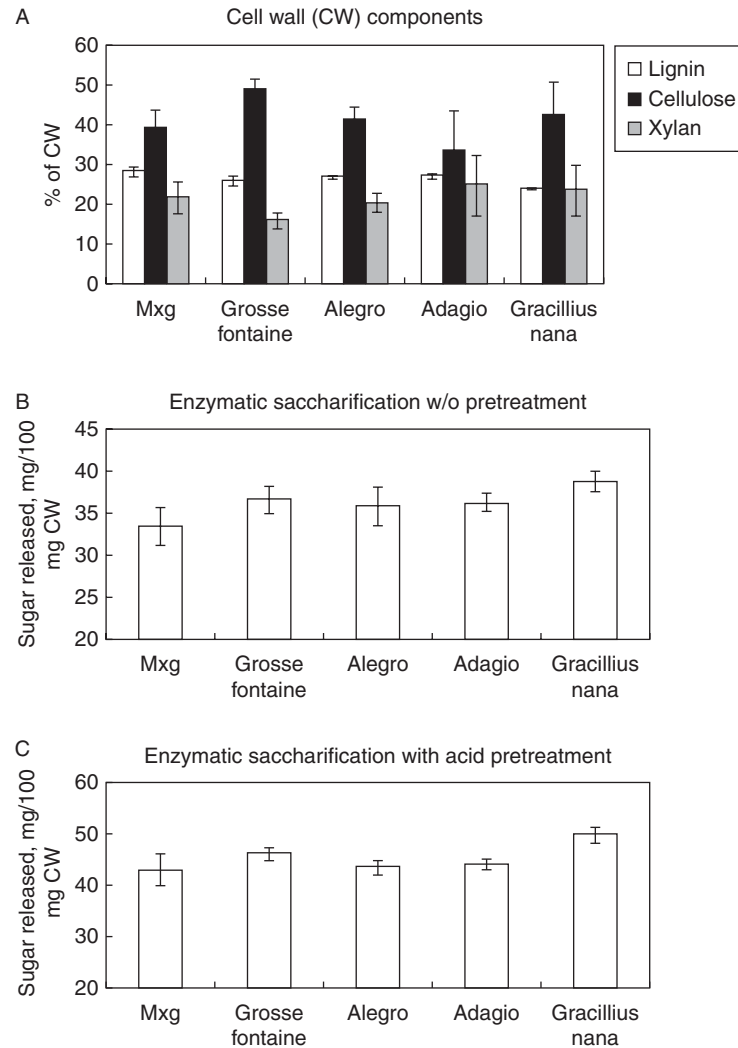 A
Cell wall (CW) components
60
50
40
30
20
10
0
% of CW
Lignin
Cellulose
Xylan
Mxg
Grosse
fontaine
Alegro
Adagio
Gracillius
nana
B
Enzymatic saccharification w/o pretreatment
45
40
35
30
25
20
Sugar released, mg/100
mg CW
Mxg
Grosse
fontaine
Alegro
Adagio
Gracillius
nana
C
Enzymatic saccharification with acid pretreatment
60
50
40
30
20
Sugar released, mg/100
mg CW
Mxg
Grosse
fontaine
Alegro
Adagio
Gracillius
nana